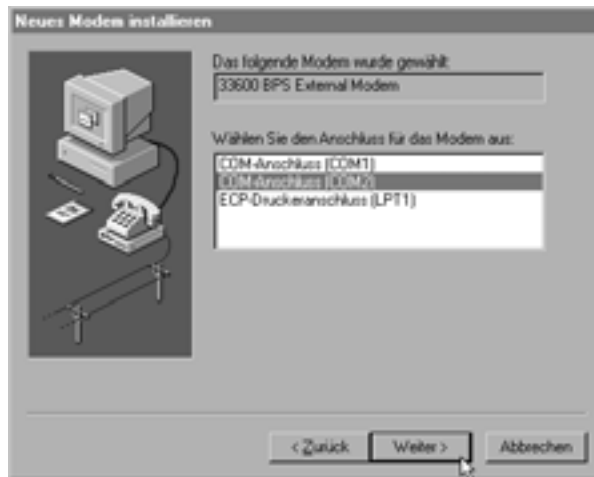 Neues Modem installieren
Das folgende Modem wurde gewählt:
33600 BPS External Modem
Wählen Sie den Anschluss für das Modem aus:
COM-Anschluss (COM1)
COM-Anschluss (COM2)
ECP-Druckeranschluss (LPT1)
< Zurück Weiter > Abbrechen